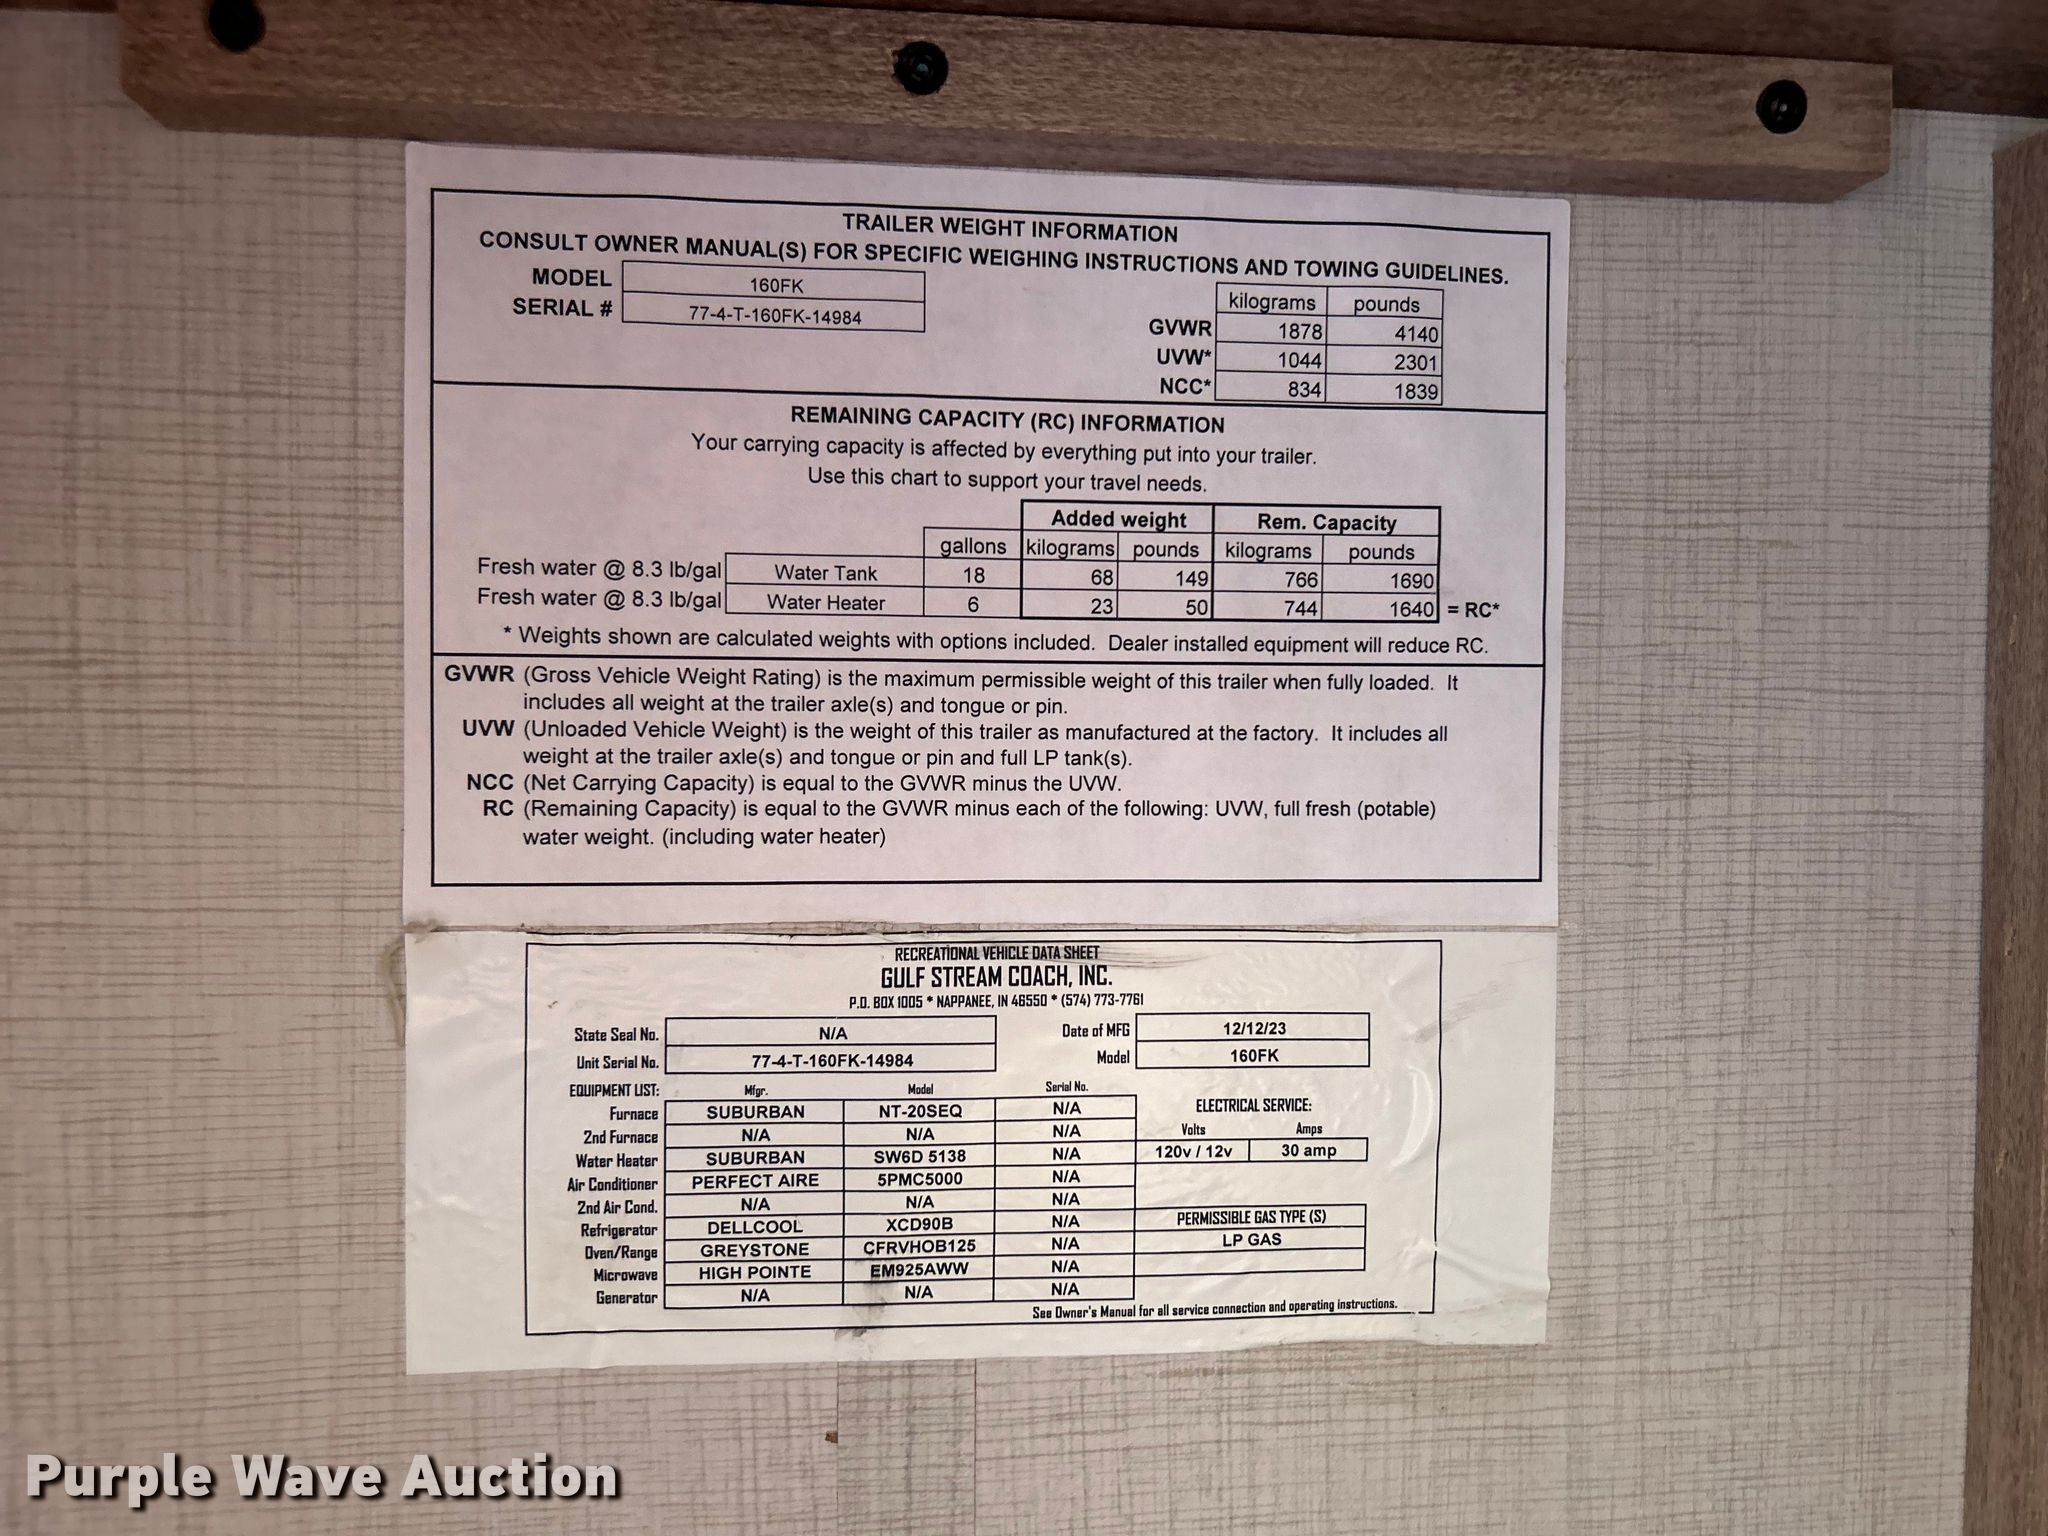 TRAILER WEIGHT INFORMATION
CONSULT OWNER MANUAL(S) FOR SPECIFIC WEIGHING INSTRUCTIONS AND TOWING GUIDELINES.
MODEL 160FK
SERIAL # 77-4-T-160FK-14984
kilograms pounds
GVWR 1878 4140
UVW* 1044 2301
NCC* 834 1839
REMAINING CAPACITY (RC) INFORMATION
Your carrying capacity is affected by everything put into your trailer.
Use this chart to support your travel needs.
Added weight Rem. Capacity
gallons kilograms pounds kilograms pounds
Fresh water @ 8.3 lb/gal Water Tank 18 68 149 766 1690
Fresh water @ 8.3 lb/gal Water Heater 6 23 50 744 1640 = RC*
* Weights shown are calculated weights with options included. Dealer installed equipment will reduce RC.
GVWR (Gross Vehicle Weight Rating) is the maximum permissible weight of this trailer when fully loaded. It
includes all weight at the trailer axle(s) and tongue or pin.
UVW (Unloaded Vehicle Weight) is the weight of this trailer as manufactured at the factory. It includes all
weight at the trailer axle(s) and tongue or pin and full LP tank(s).
NCC (Net Carrying Capacity) is equal to the GVWR minus the UVW.
RC (Remaining Capacity) is equal to the GVWR minus each of the following: UVW, full fresh (potable)
water weight. (including water heater)
RECREATIONAL VEHICLE DATA SHEET
GULF STREAM COACH, INC.
P.O. BOX 1005 * NAPPANEE, IN 46550 * (574) 773-7761
State Seal No. N/A Date of MFG 12/12/23
Unit Serial No. 77-4-T-160FK-14984 Model 160FK
EQUIPMENT LIST: Mfgr. Model Serial No.
Furnace SUBURBAN NT-20SEQ N/A ELECTRICAL SERVICE:
2nd Furnace N/A N/A N/A Volts Amps
Water Heater SUBURBAN SW6D 5138 N/A 120v / 12v 30 amp
Air Conditioner PERFECT AIRE 5PMC5000 N/A
2nd Air Cond. N/A N/A N/A
Refrigerator DELLCOOL XCD90B N/A PERMISSIBLE GAS TYPE (S)
Oven/Range GREYSTONE CFRVHOB125 N/A LP GAS
Microwave HIGH POINTE EM925AWW N/A
Generator N/A N/A N/A
See Owner's Manual for all service connection and operating instructions.
Purple Wave Auction